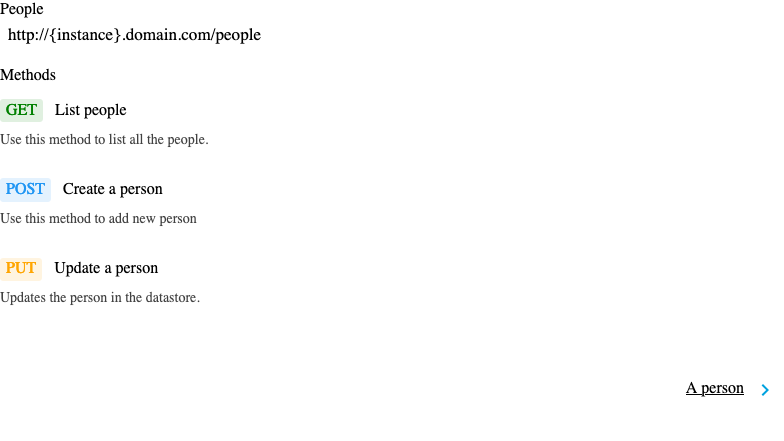 People
http://{instance}.domain.com/people
Methods
GET List people
Use this method to list all the people.
POST Create a person
Use this method to add new person
PUT Update a person
Updates the person in the datastore.
A person